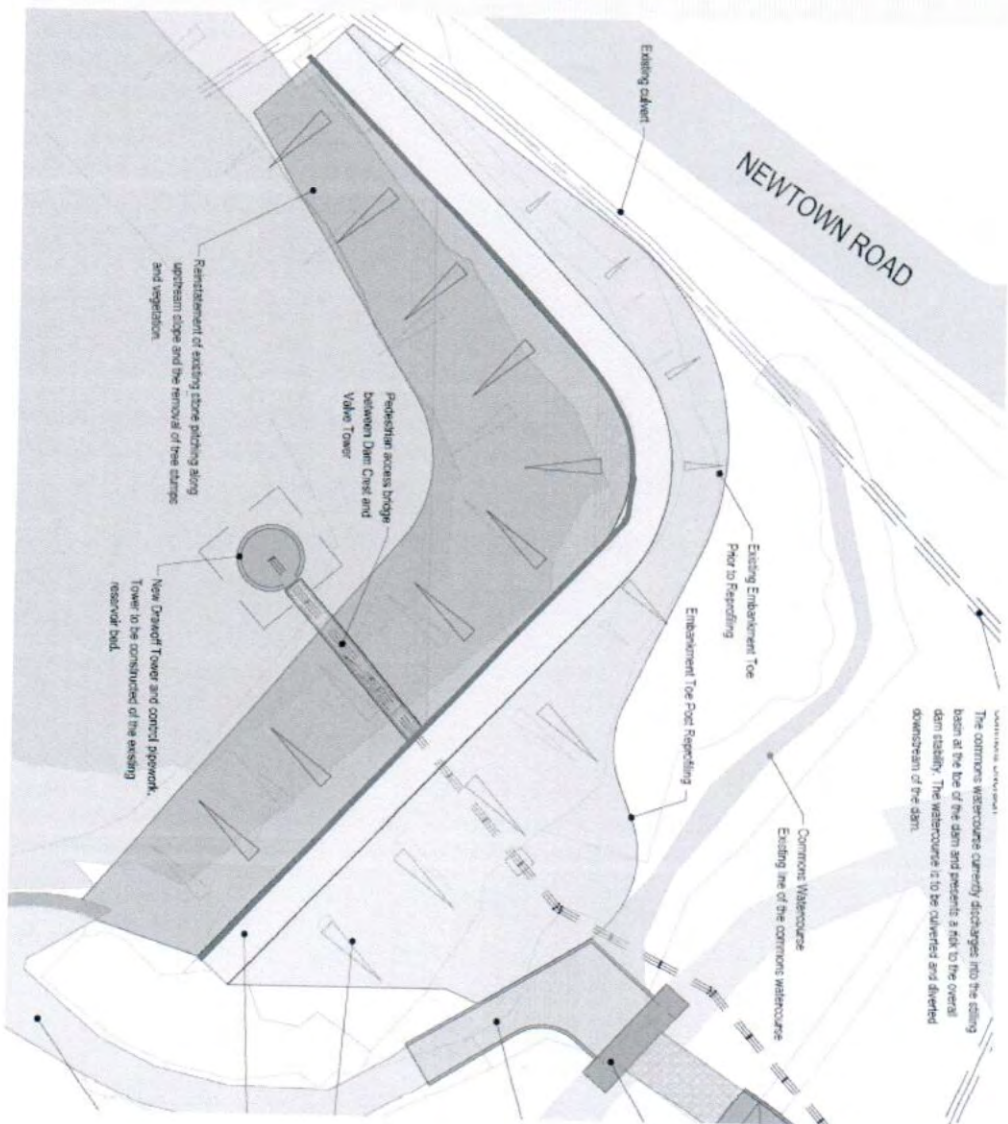 NEWTOWN ROAD
Existing culvert
The commons watercourse currently discharges into the stilling
basin at the toe of the dam and presents a risk to the overall
dam stability. The watercourse is to be culverted and diverted
downstream of the dam.
Commons Watercourse
Existing line of the commons watercourse
Existing Embankment Toe
Prior to Reprofiling
Embankment Toe Post Reprofiling
Pedestrian access bridge
between Dam Crest and
Valve Tower
Reinstatement of existing stone pitching along
upstream slope and the removal of tree stumps
and vegetation.
New Drawoff Tower and control pipework.
Tower to be constructed of the existing
reservoir bed.